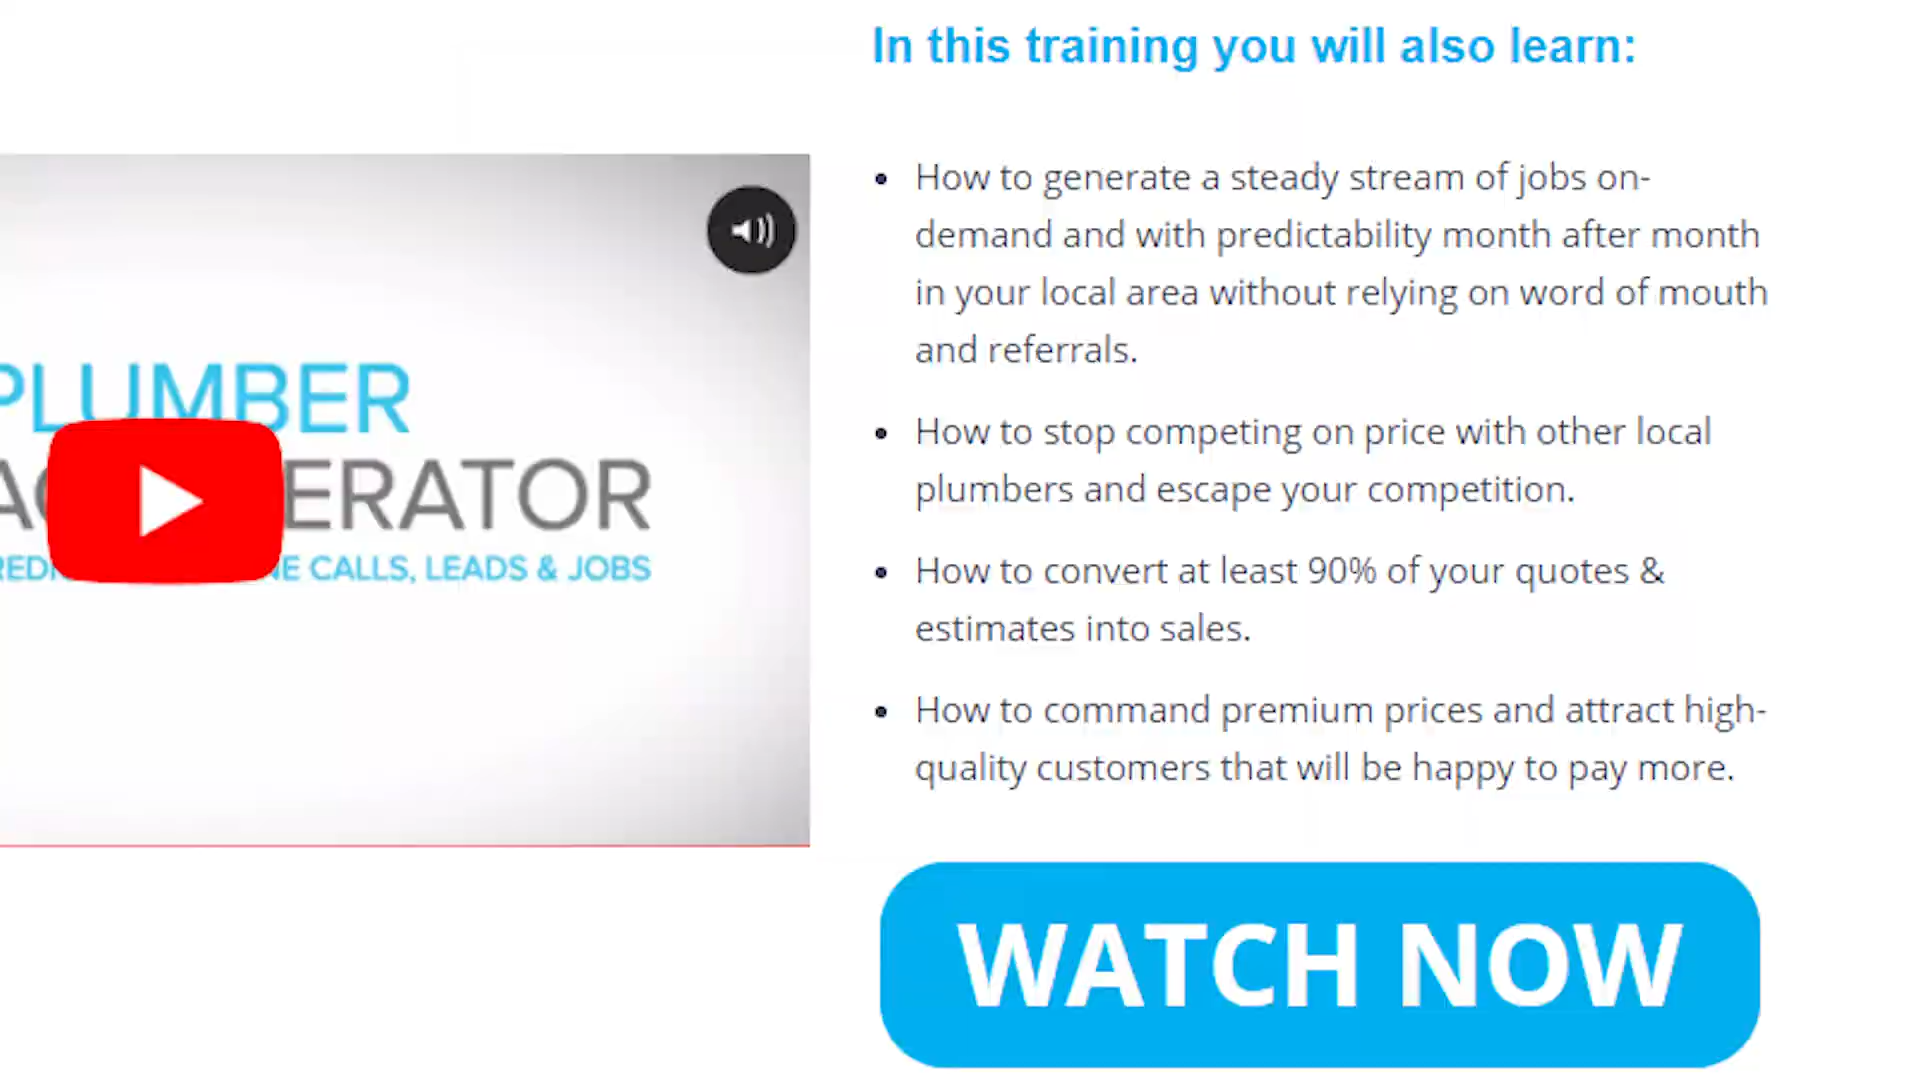 In this training you will also learn:
How to generate a steady stream of jobs on-
demand and with predictability month after month
in your local area without relying on word of mouth
and referrals.
How to stop competing on price with other local
plumbers and escape your competition.
How to convert at least 90% of your quotes &
estimates into sales.
How to command premium prices and attract high-
quality customers that will be happy to pay more.
WATCH NOW
PLUMBER
ERATOR
CALLS, LEADS & JOBS